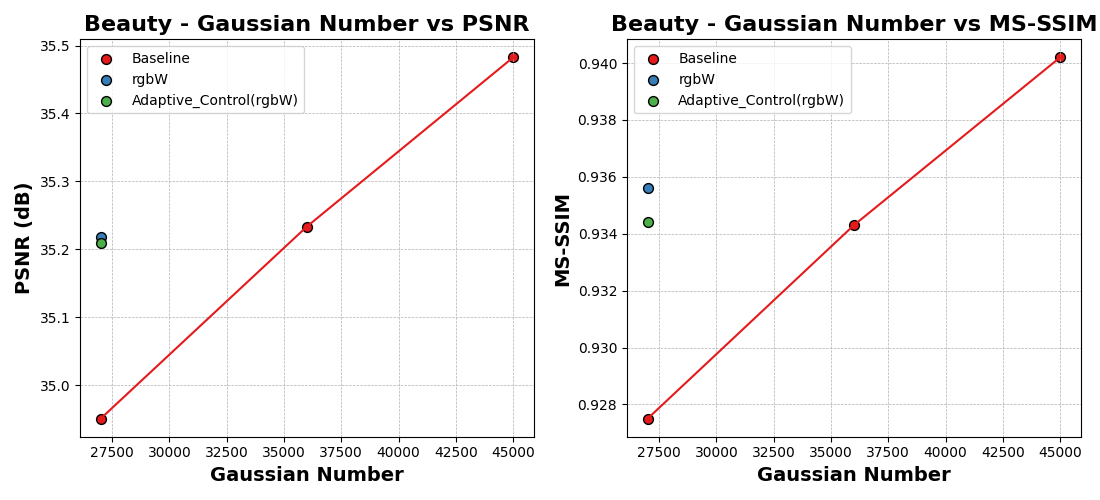 Beauty - Gaussian Number vs PSNR
Baseline
rgbW
Adaptive_Control(rgbW)
35.5
35.4
35.3
35.2
35.1
35.0
PSNR (dB)
27500 30000 32500 35000 37500 40000 42500 45000
Gaussian Number
Beauty - Gaussian Number vs MS-SSIM
Baseline
rgbW
Adaptive_Control(rgbW)
0.940
0.938
0.936
0.934
0.932
0.930
0.928
MS-SSIM
27500 30000 32500 35000 37500 40000 42500 45000
Gaussian Number